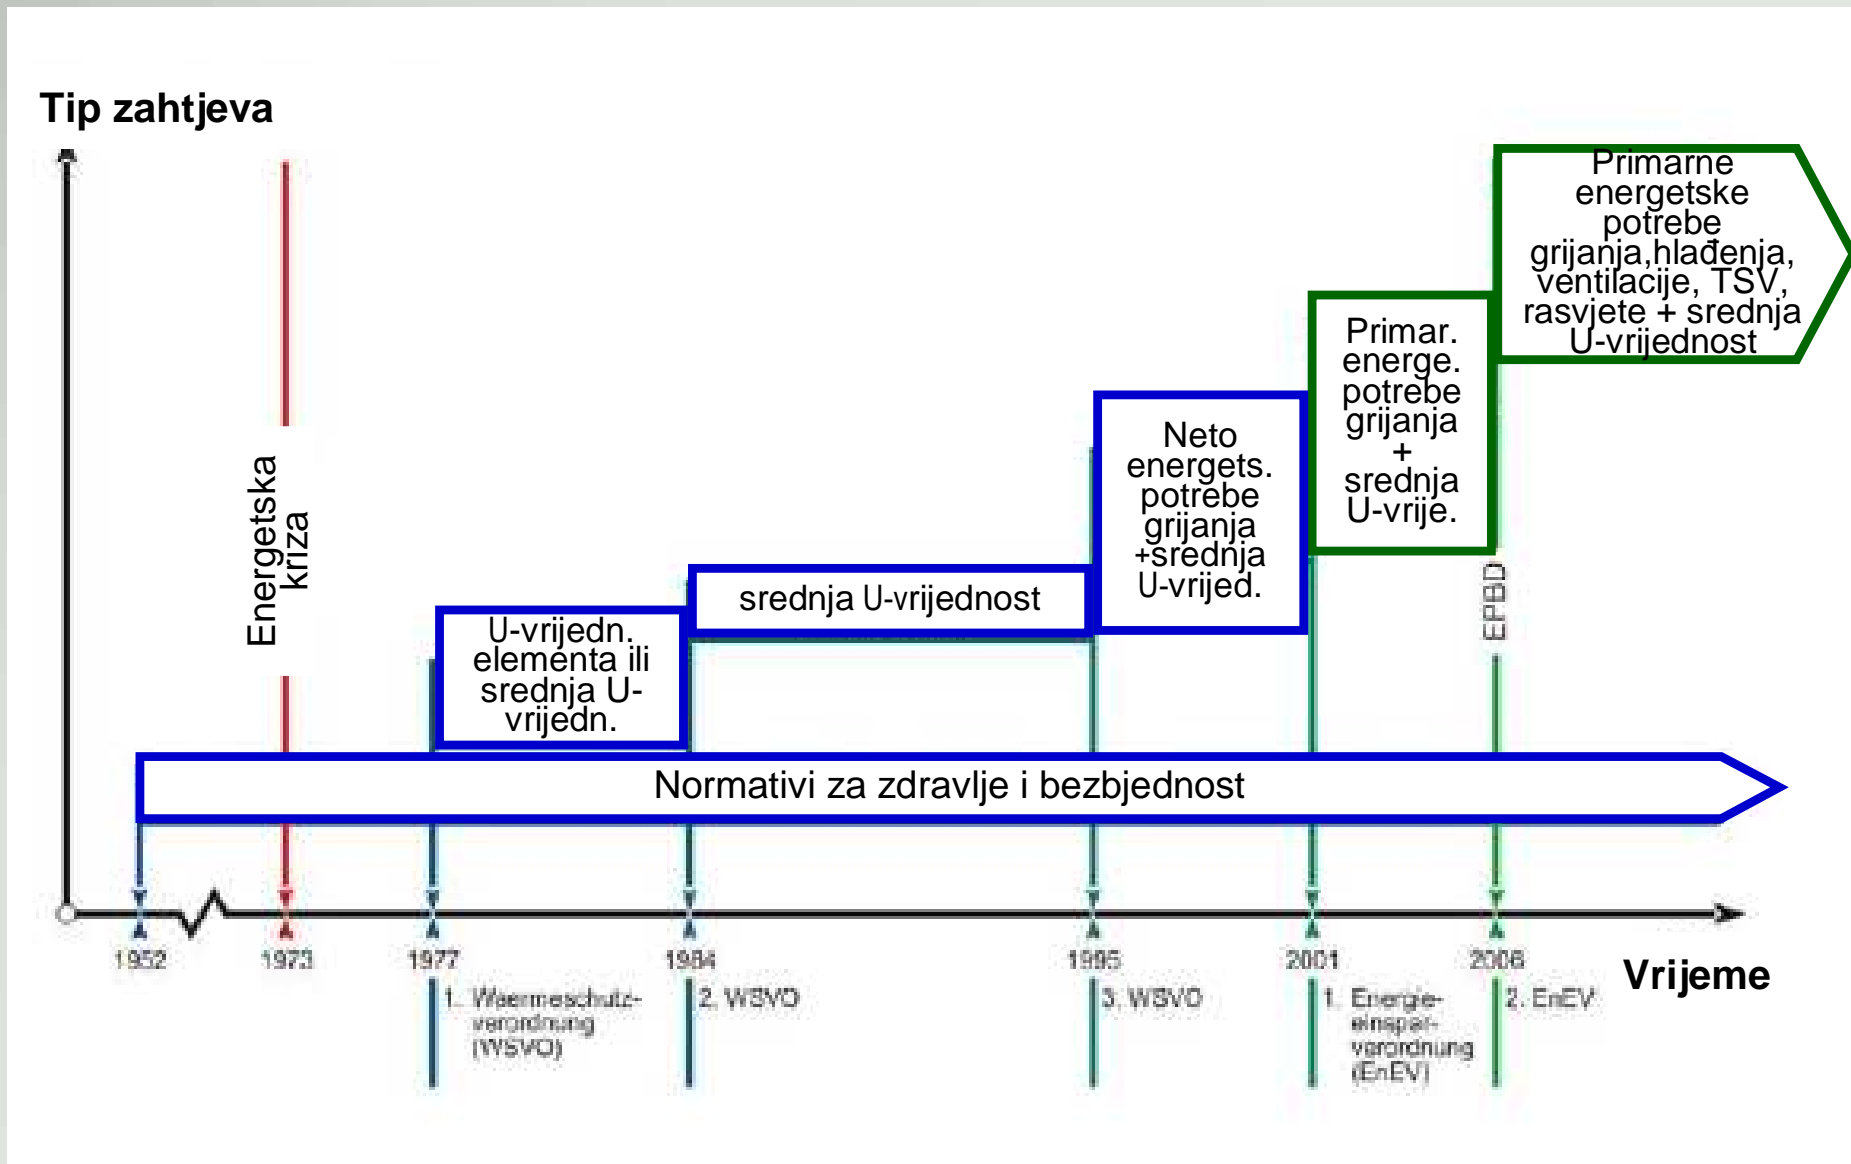 Tip zahtjeva
Primarne
energetske
potrebe
grijanja,hlađenja,
ventilacije, TSV,
rasvjete + srednja
U-vrijednost
Primar.
energe.
potrebe
grijanja
+
srednja
U-vrije.
Neto
energets.
potrebe
grijanja
+srednja
U-vrijed.
Energetska
kriza
srednja U-vrijednost
U-vrijedn.
elementa ili
srednja U-
vrijedn.
EPBD
Normativi za zdravlje i bezbjednost
1952
1973
1977
1984
1995
2001
2006
Vrijeme
1. Waermeschutz-
verordnung
(WSVO)
2. WSVO
3. WSVO
1. Energie-
einspar-
verordnung
(EnEV)
2. EnEV